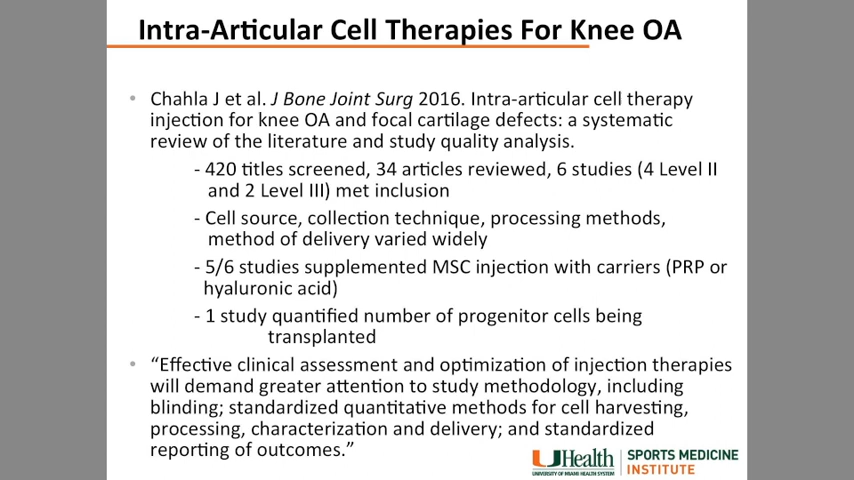 Intra-Articular Cell Therapies For Knee OA
• Chahla J et al. J Bone Joint Surg 2016. Intra-articular cell therapy
injection for knee OA and focal cartilage defects: a systematic
review of the literature and study quality analysis.
- 420 titles screened, 34 articles reviewed, 6 studies (4 Level II
and 2 Level III) met inclusion
- Cell source, collection technique, processing methods,
method of delivery varied widely
- 5/6 studies supplemented MSC injection with carriers (PRP or
hyaluronic acid)
- 1 study quantified number of progenitor cells being
transplanted
• “Effective clinical assessment and optimization of injection therapies
will demand greater attention to study methodology, including
blinding; standardized quantitative methods for cell harvesting,
processing, characterization and delivery; and standardized
reporting of outcomes.”
UHealth
UNIVERSITY OF MIAMI HEALTH SYSTEM
SPORTS MEDICINE
INSTITUTE